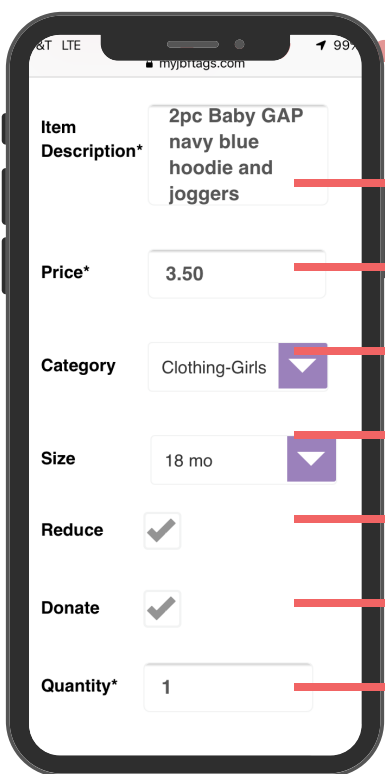 &T LTE 99%
myjbftags.com
Item
Description*
2pc Baby GAP
navy blue
hoodie and
joggers
Price* 3.50
Category Clothing-Girls
Size 18 mo
Reduce
Donate
Quantity* 1